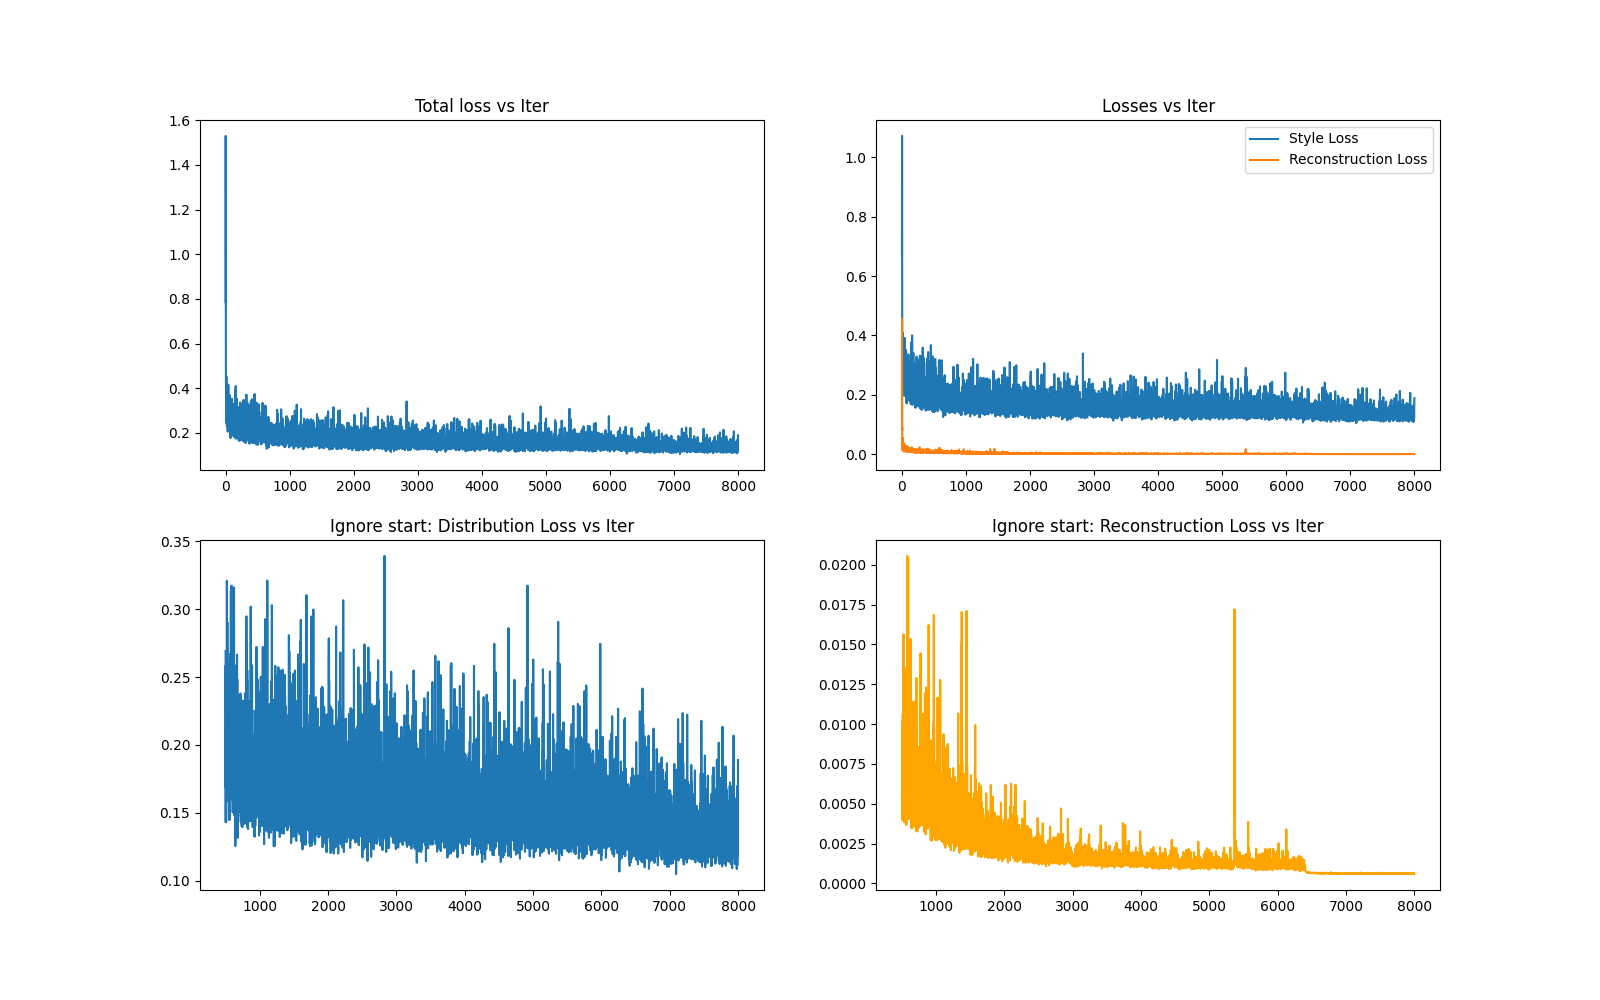 Total loss vs Iter
1.6
1.4
1.2
1.0
0.8
0.6
0.4
0.2
0 1000 2000 3000 4000 5000 6000 7000 8000
Losses vs Iter
Style Loss
Reconstruction Loss
1.0
0.8
0.6
0.4
0.2
0.0
0 1000 2000 3000 4000 5000 6000 7000 8000
Ignore start: Distribution Loss vs Iter
0.35
0.30
0.25
0.20
0.15
0.10
1000 2000 3000 4000 5000 6000 7000 8000
Ignore start: Reconstruction Loss vs Iter
0.0200
0.0175
0.0150
0.0125
0.0100
0.0075
0.0050
0.0025
0.0000
1000 2000 3000 4000 5000 6000 7000 8000